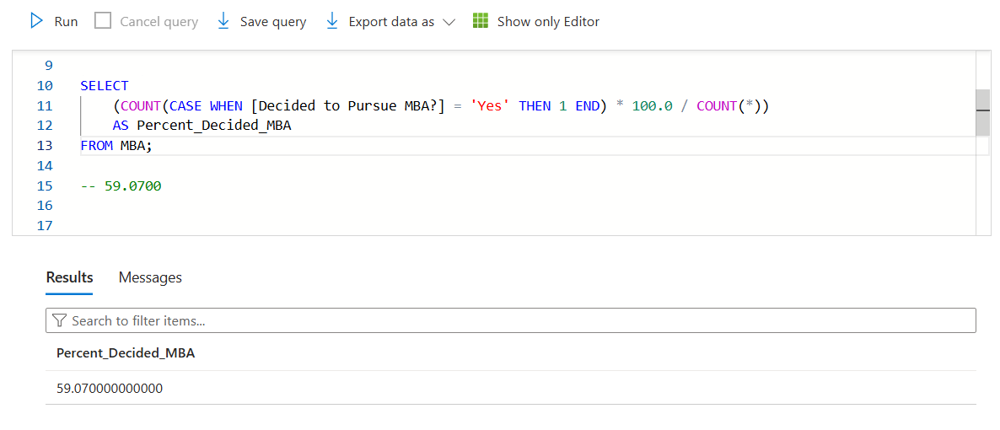 Run Cancel query Save query Export data as Show only Editor
9
10 SELECT
11 (COUNT(CASE WHEN [Decided to Pursue MBA?] = 'Yes' THEN 1 END) * 100.0 / COUNT(*))
12 AS Percent_Decided_MBA
13 FROM MBA;
14
15 -- 59.0700
16
17
Results Messages
Search to filter items...
Percent_Decided_MBA
59.070000000000